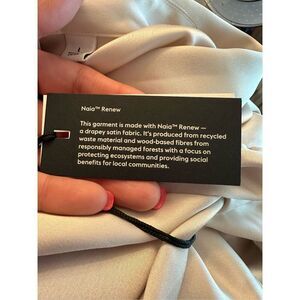 Naia™ Renew
This garment is made with Naia™ Renew —
a drapey satin fabric. It's produced from recycled
waste material and wood-based fibres from
responsibly managed forests with a focus on
protecting ecosystems and providing social
benefits for local communities.